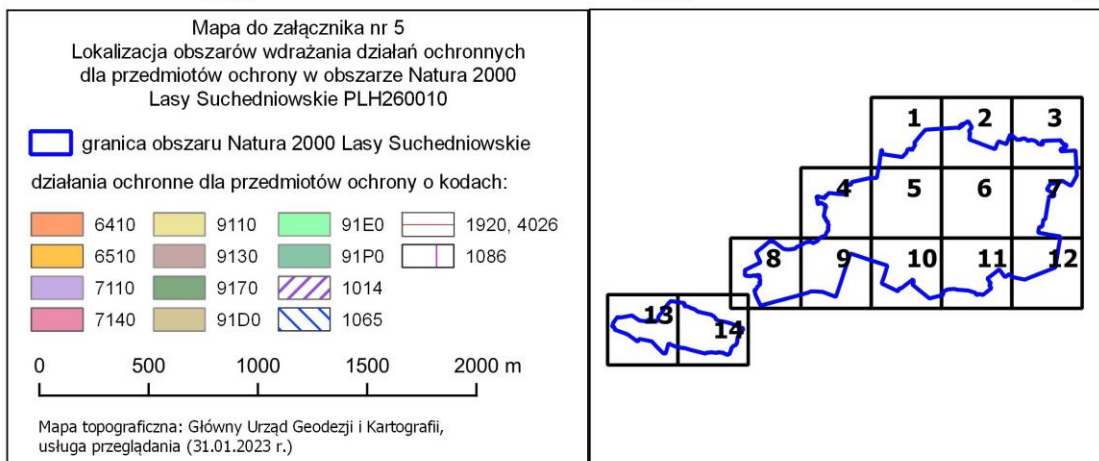 Mapa do załącznika nr 5
Lokalizacja obszarów wdrażania działań ochronnych
dla przedmiotów ochrony w obszarze Natura 2000
Lasy Suchedniowskie PLH260010
granica obszaru Natura 2000 Lasy Suchedniowskie
działania ochronne dla przedmiotów ochrony o kodach:
6410 9110 91E0 1920, 4026
6510 9130 91P0 1086
7110 9170 1014
7140 91D0 1065
0 500 1000 1500 2000 m
Mapa topograficzna: Główny Urząd Geodezji i Kartografii,
usługa przeglądania (31.01.2023 r.)
1 2 3
4 5 6 7
8 9 10 11 12
13 14